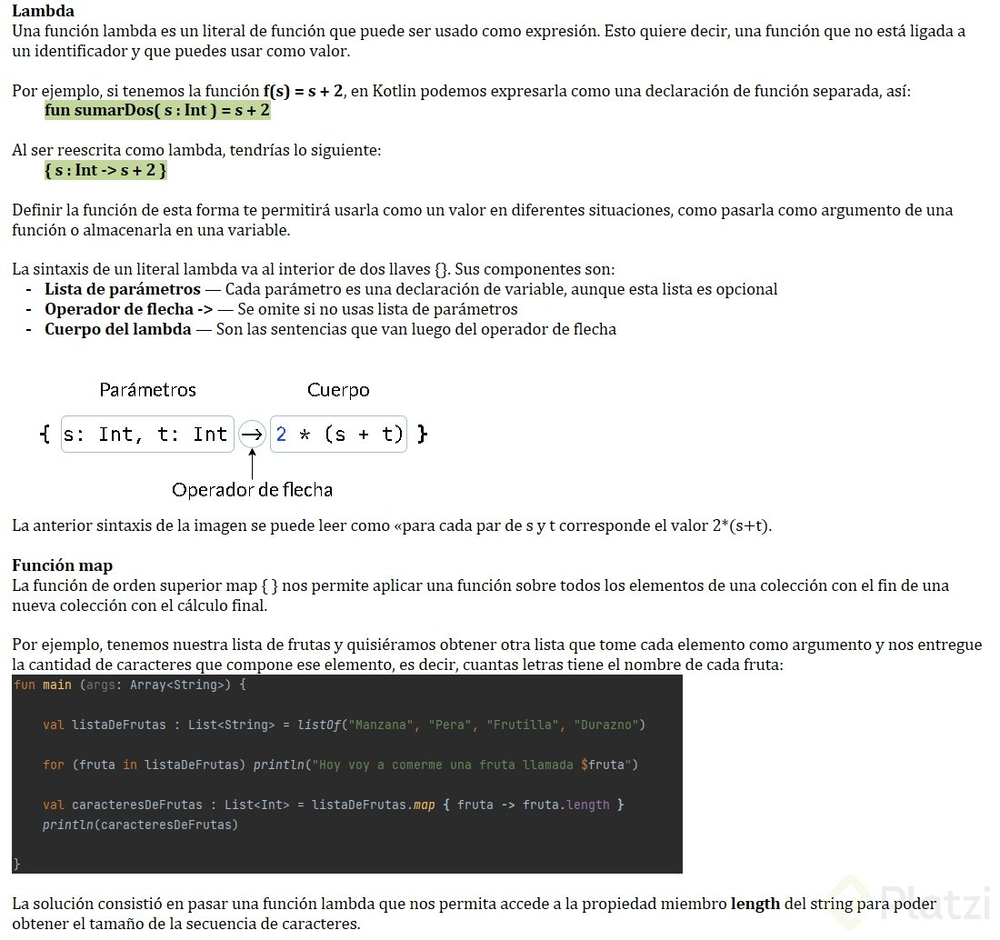 Lambda
Una función lambda es un literal de función que puede ser usado como expresión. Esto quiere decir, una función que no está ligada a
un identificador y que puedes usar como valor.
Por ejemplo, si tenemos la función f(s) = s + 2, en Kotlin podemos expresarla como una declaración de función separada, así:
fun sumarDos( s : Int ) = s + 2
Al ser reescrita como lambda, tendrías lo siguiente:
{ s : Int -> s + 2 }
Definir la función de esta forma te permitirá usarla como un valor en diferentes situaciones, como pasarla como argumento de una
función o almacenarla en una variable.
La sintaxis de un literal lambda va al interior de dos llaves {}. Sus componentes son:
- Lista de parámetros — Cada parámetro es una declaración de variable, aunque esta lista es opcional
- Operador de flecha -> — Se omite si no usas lista de parámetros
- Cuerpo del lambda — Son las sentencias que van luego del operador de flecha
Parámetros Cuerpo
{ s: Int, t: Int → 2 * (s + t) }
Operador de flecha
La anterior sintaxis de la imagen se puede leer como «para cada par de s y t corresponde el valor 2*(s+t).
Función map
La función de orden superior map { } nos permite aplicar una función sobre todos los elementos de una colección con el fin de una
nueva colección con el cálculo final.
Por ejemplo, tenemos nuestra lista de frutas y quisiéramos obtener otra lista que tome cada elemento como argumento y nos entregue
la cantidad de caracteres que compone ese elemento, es decir, cuantas letras tiene el nombre de cada fruta:
fun main (args: Array<String>) {
val listaDeFrutas : List<String> = listOf("Manzana", "Pera", "Frutilla", "Durazno")
for (fruta in listaDeFrutas) println("Hoy voy a comerme una fruta llamada $fruta")
val caracteresDeFrutas : List<Int> = listaDeFrutas.map { fruta -> fruta.length }
println(caracteresDeFrutas)
}
La solución consistió en pasar una función lambda que nos permita accede a la propiedad miembro length del string para poder
obtener el tamaño de la secuencia de caracteres.
Platzi